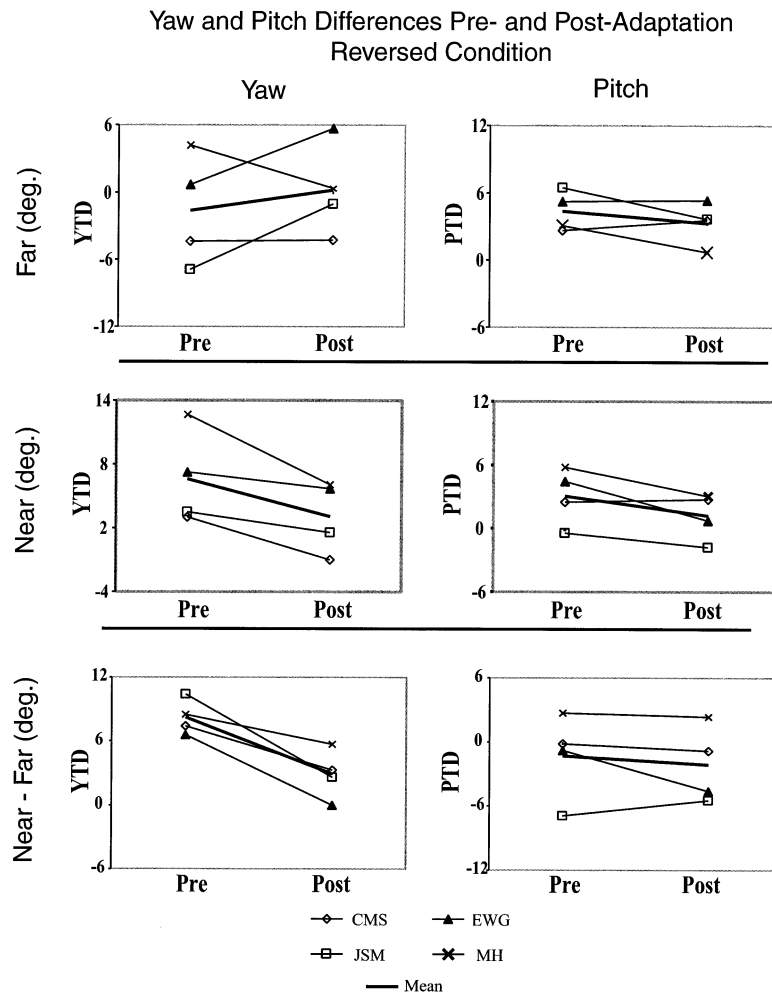 Yaw and Pitch Differences Pre- and Post-Adaptation
Reversed Condition
Yaw
Pitch
Far (deg.)
YTD
6
0
-6
-12
Pre
Post
PTD
12
6
0
-6
Pre
Post
Near (deg.)
YTD
14
8
2
-4
Pre
Post
PTD
12
6
0
-6
Pre
Post
Near - Far (deg.)
YTD
12
6
0
-6
Pre
Post
PTD
6
0
-6
-12
Pre
Post
CMS
EWG
JSM
MH
Mean